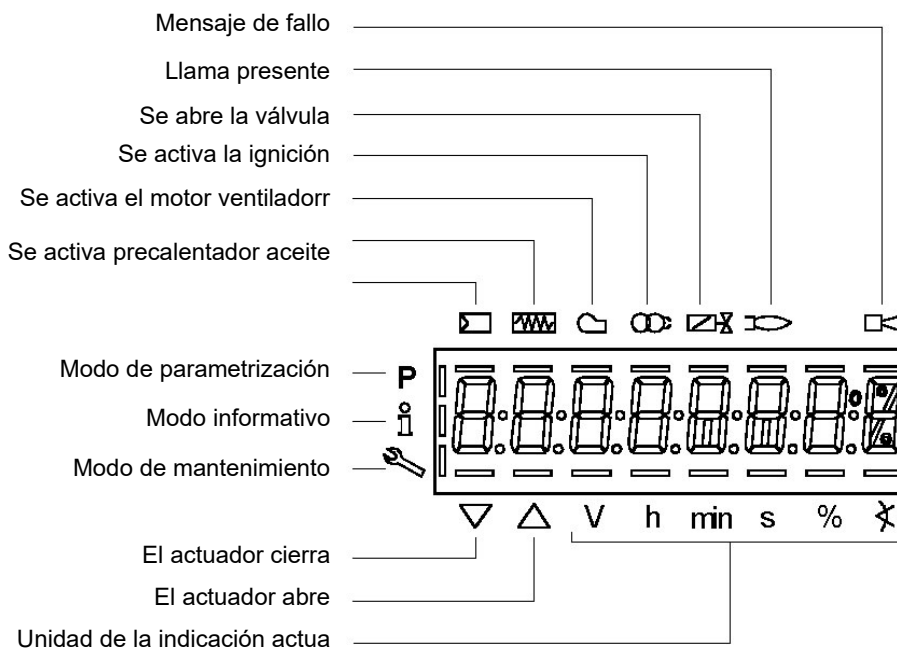 Mensaje de fallo
Llama presente
Se abre la válvula
Se activa la ignición
Se activa el motor ventiladorr
Se activa precalentador aceite
Modo de parametrización
P
Modo informativo
i
Modo de mantenimiento
V h min s %
El actuador cierra
El actuador abre
Unidad de la indicación actua